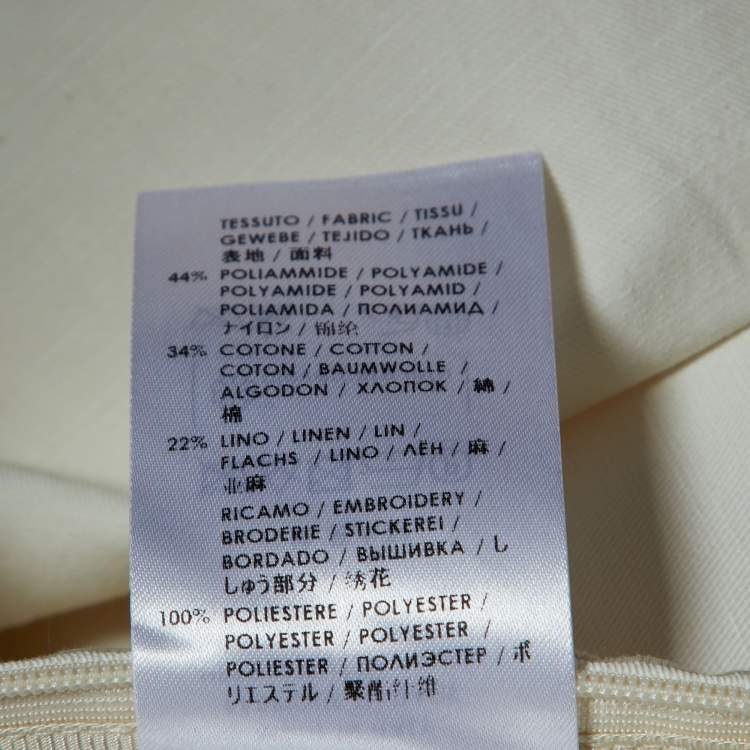 TESSUTO / FABRIC / TISSU /
GEWEBE / TEJIDO / ТКАНЬ /
表地 / 面料
44% POLIAMMIDE / POLYAMIDE /
POLYAMIDE / POLYAMID /
POLIAMIDA / ПОЛИАМИД /
ナイロン / 锦纶
34% COTONE / COTTON /
COTON / BAUMWOLLE /
ALGODON / ХЛОПОК / 綿 /
棉
22% LINO / LINEN / LIN /
FLACHS / LINO / ЛЁН / 麻 /
亚麻
RICAMO / EMBROIDERY /
BRODERIE / STICKEREI /
BORDADO / ВЫШИВКА / し
しゅう部分 / 绣花
100% POLIESTERE / POLYESTER /
POLYESTER / POLYESTER /
POLIESTER / ПОЛИЭСТЕР / ポ
リエステル / 聚酯纤维